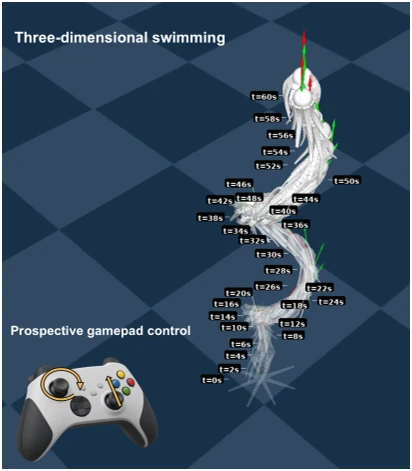 Three-dimensional swimming
t=60s
t=58s
t=56s
t=54s
t=52s
t=50s
t=46s
t=48s
t=44s
t=42s
t=40s
t=38s
t=36s
t=34s
t=32s
t=30s
t=28s
t=26s
t=22s
t=20s
t=24s
t=16s
t=18s
t=14s
t=12s
t=10s
t=8s
t=6s
t=4s
t=2s
t=0s
Prospective gamepad control